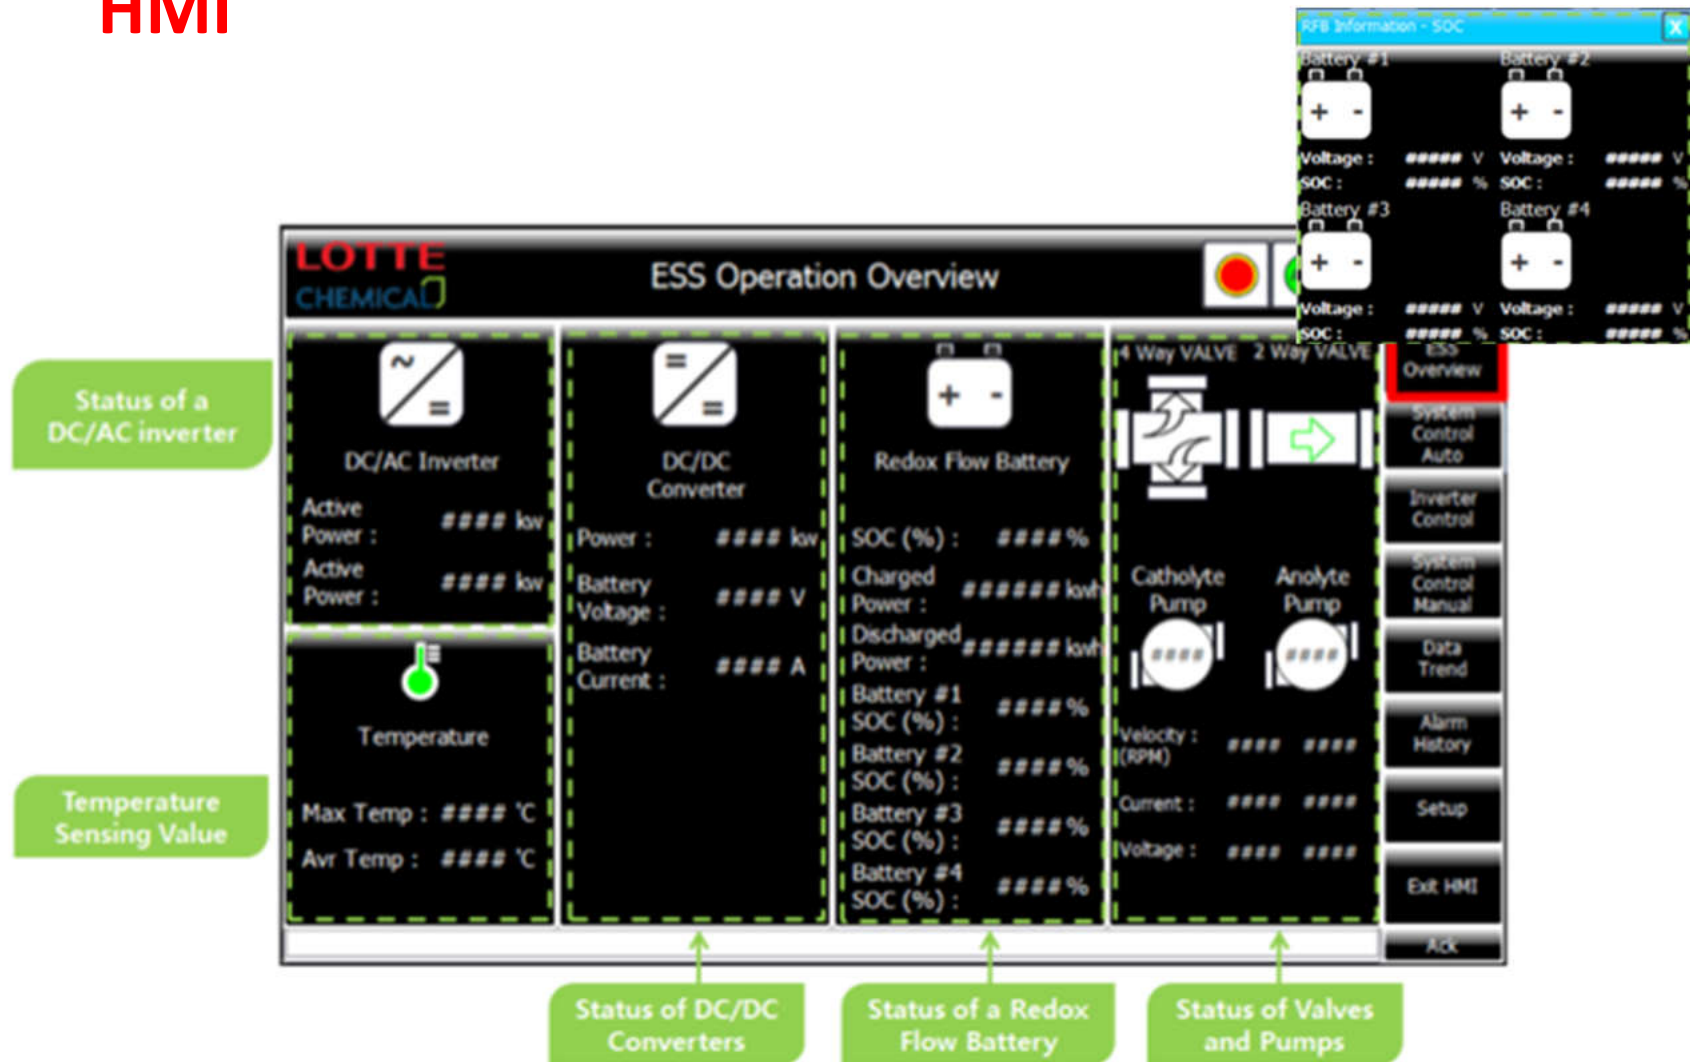 HMI
RFB Information - SOC
X
Battery #1
Battery #2
+ -
+ -
Voltage : ##### V
Voltage : ##### V
SOC : ##### %
SOC : ##### %
Battery #3
Battery #4
+ -
+ -
Voltage : ##### V
Voltage : ##### V
SOC : ##### %
SOC : ##### %
LOTTE
CHEMICAL
ESS Operation Overview
Status of a
DC/AC inverter
DC/AC Inverter
Active
Power : #### kw
Active
Power : #### kw
Temperature
Sensing Value
Temperature
Max Temp : #### ℃
Avr Temp : #### ℃
DC/DC
Converter
Power : #### kw
Battery
Voltage : #### V
Battery
Current : #### A
+ -
Redox Flow Battery
SOC (%) : ####%
Charged
Power : ###### kwh
Discharged
Power : ###### kwh
Battery #1
SOC (%) : ####%
Battery #2
SOC (%) : ####%
Battery #3
SOC (%) : ####%
Battery #4
SOC (%) : ####%
4 Way VALVE 2 Way VALVE
Catholyte
Pump
Anolyte
Pump
#### ####
Velocity :
(RPM) #### ####
Current : #### ####
Voltage : #### ####
ESS
Overview
System
Control
Auto
Inverter
Control
System
Control
Manual
Data
Trend
Alarm
History
Setup
Exit HMI
Ack
Status of DC/DC
Converters
Status of a Redox
Flow Battery
Status of Valves
and Pumps